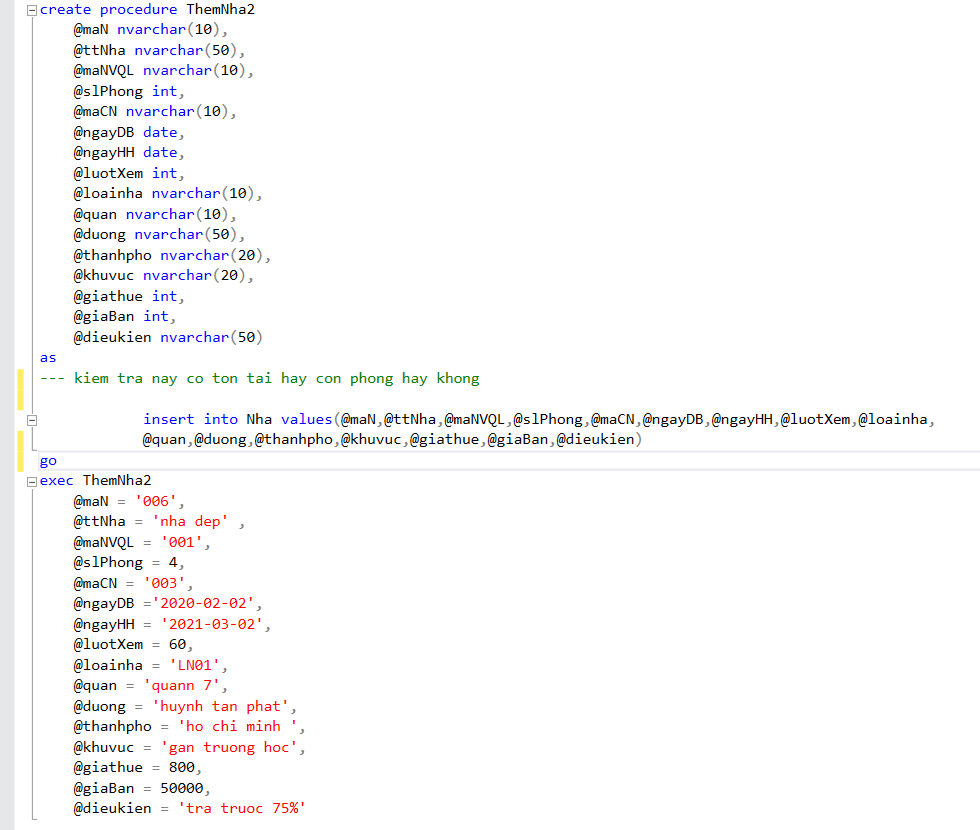 create procedure ThemNha2
@maN nvarchar(10),
@ttNha nvarchar(50),
@maNVQL nvarchar(10),
@slPhong int,
@maCN nvarchar(10),
@ngayDB date,
@ngayHH date,
@luotXem int,
@loainha nvarchar(10),
@quan nvarchar(10),
@duong nvarchar(50),
@thanhpho nvarchar(20),
@khuvuc nvarchar(20),
@giathue int,
@giaBan int,
@dieukien nvarchar(50)
as
--- kiem tra nay co ton tai hay con phong hay khong
insert into Nha values(@maN,@ttNha,@maNVQL,@slPhong,@maCN,@ngayDB,@ngayHH,@luotXem,@loainha,
@quan,@duong,@thanhpho,@khuvuc,@giathue,@giaBan,@dieukien)
go
exec ThemNha2
@maN = '006',
@ttNha = 'nha dep' ,
@maNVQL = '001',
@slPhong = 4,
@maCN = '003',
@ngayDB ='2020-02-02',
@ngayHH = '2021-03-02',
@luotXem = 60,
@loainha = 'LN01',
@quan = 'quann 7',
@duong = 'huynh tan phat',
@thanhpho = 'ho chi minh ',
@khuvuc = 'gan truong hoc',
@giathue = 800,
@giaBan = 50000,
@dieukien = 'tra truoc 75%'